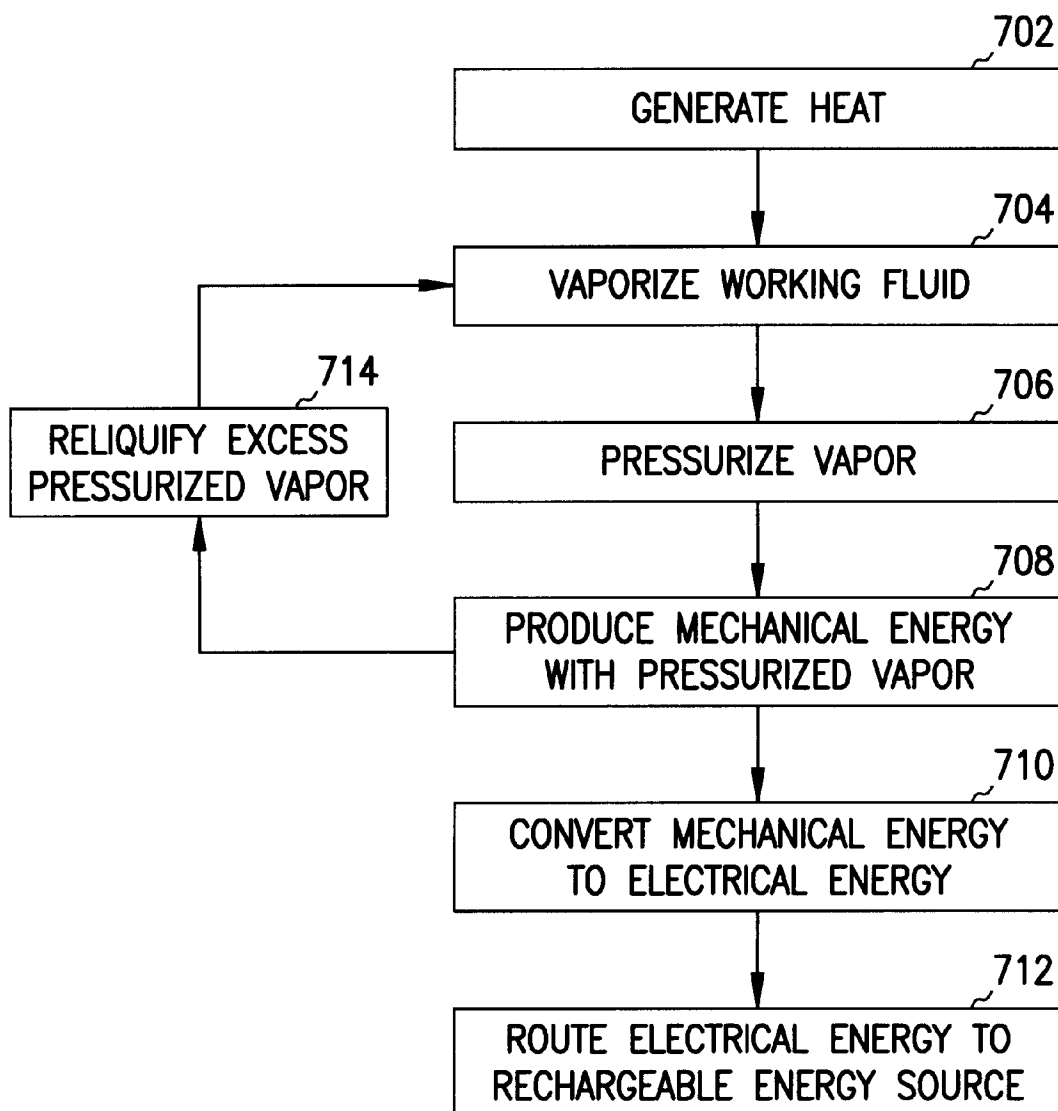 702
GENERATE HEAT
704
VAPORIZE WORKING FLUID
714
RELIQUIFY EXCESS
PRESSURIZED VAPOR
706
PRESSURIZE VAPOR
708
PRODUCE MECHANICAL ENERGY
WITH PRESSURIZED VAPOR
710
CONVERT MECHANICAL ENERGY
TO ELECTRICAL ENERGY
712
ROUTE ELECTRICAL ENERGY TO
RECHARGEABLE ENERGY SOURCE